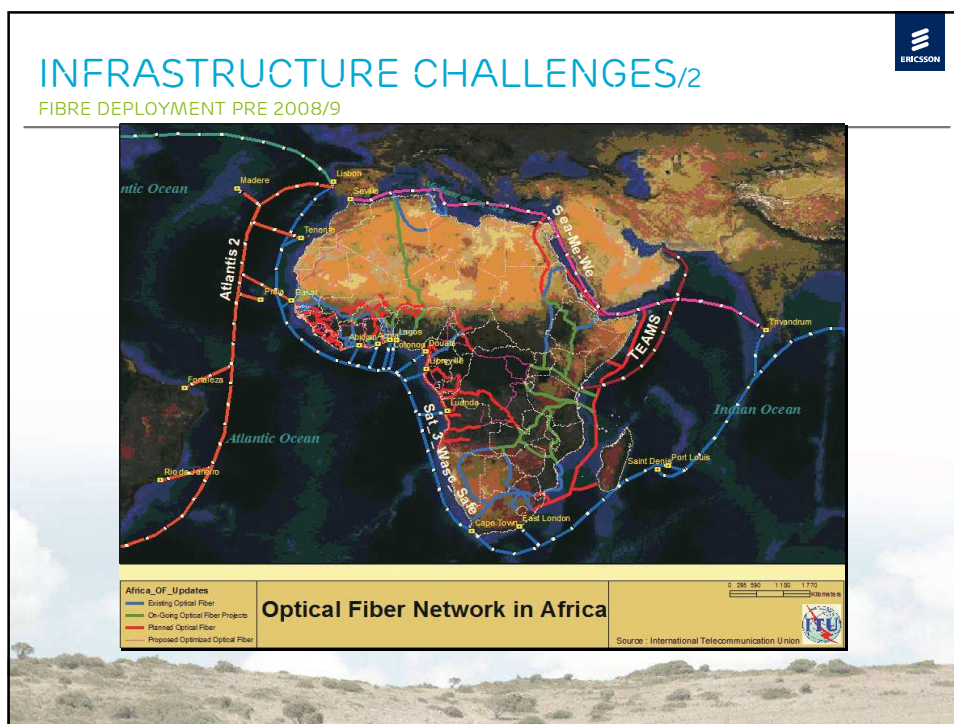 INFRASTRUCTURE CHALLENGES/2
ERICSSON
FIBRE DEPLOYMENT PRE 2008/9
Lisbon
Madere
ntic Ocean
Seville
Sea-Me-We
Tenerife
Atlantis 2
Praia
Dakar
Trivandrum
Lagos
Abidjan
Cotonou
Douala
TEAMS
Libreville
Fortaleza
Luanda
Indian Ocean
Atlantic Ocean
Sat_3_Wasc_Safe
Saint Denis
Port Louis
Rio de Janeiro
Cape Town
East London
Africa_OF_Updates
Existing Optical Fiber
On-Going Optical Fiber Projects
Planned Optical Fiber
Proposed Optimized Optical Fiber
Optical Fiber Network in Africa
0 295 590 1 180 1 770
Kilometers
ITU
Source : International Telecommunication Union